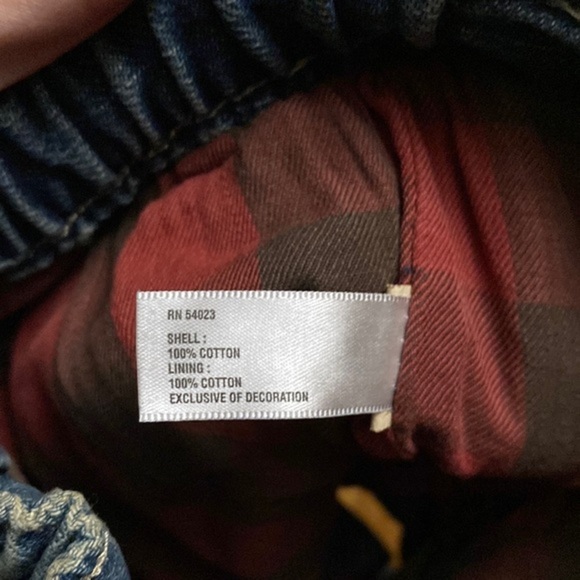 RN 54023
SHELL :
100% COTTON
LINING :
100% COTTON
EXCLUSIVE OF DECORATION